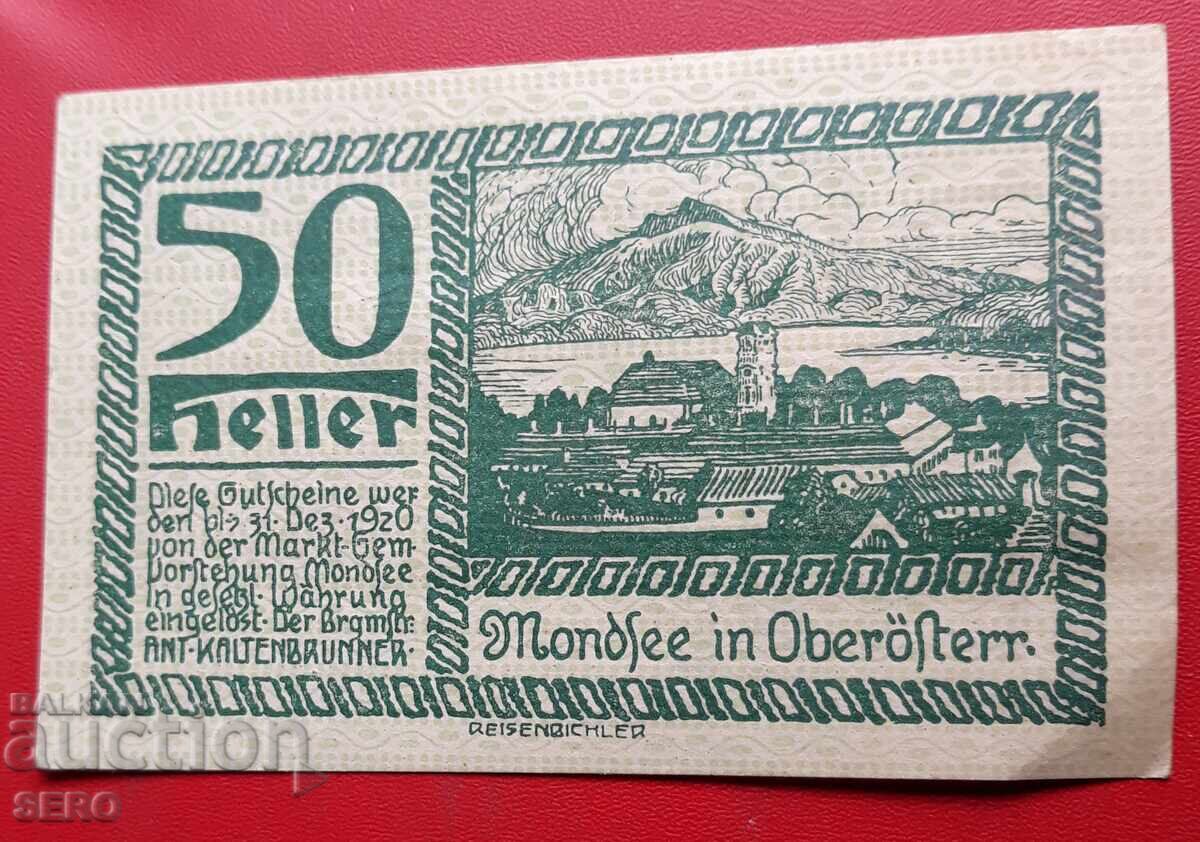 50
Heller
Diese Gutscheine wer
den bis 31. Dez. 1920
von der Markt-Gem-
Vorstehung Mondsee
in gesetzl. Währung
eingelöst. Der Brgmstr:
ANT. KALTENBRUNNER.
Mondsee in Oberösterr.
REISENBICHLER
BALKAN
auction
SERO